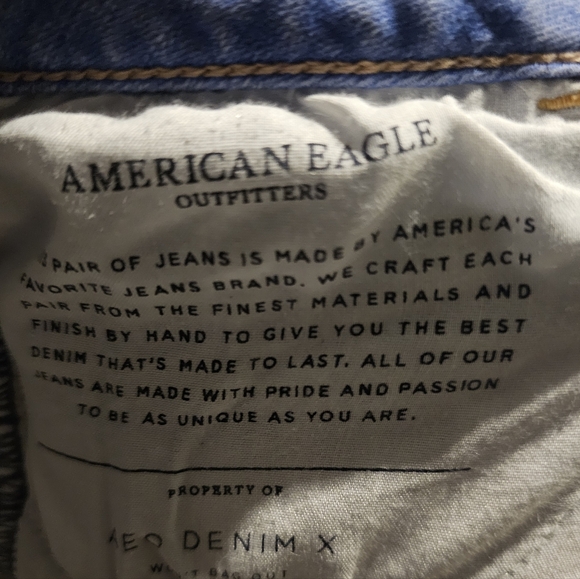 AMERICAN EAGLE
OUTFITTERS
PAIR OF JEANS IS MADE BY AMERICA'S
FAVORITE JEANS BRAND. WE CRAFT EACH
PAIR FROM THE FINEST MATERIALS AND
FINISH BY HAND TO GIVE YOU THE BEST
DENIM THAT'S MADE TO LAST. ALL OF OUR
JEANS ARE MADE WITH PRIDE AND PASSION
TO BE AS UNIQUE AS YOU ARE.
PROPERTY OF
AEO DENIM X
BAG OUT